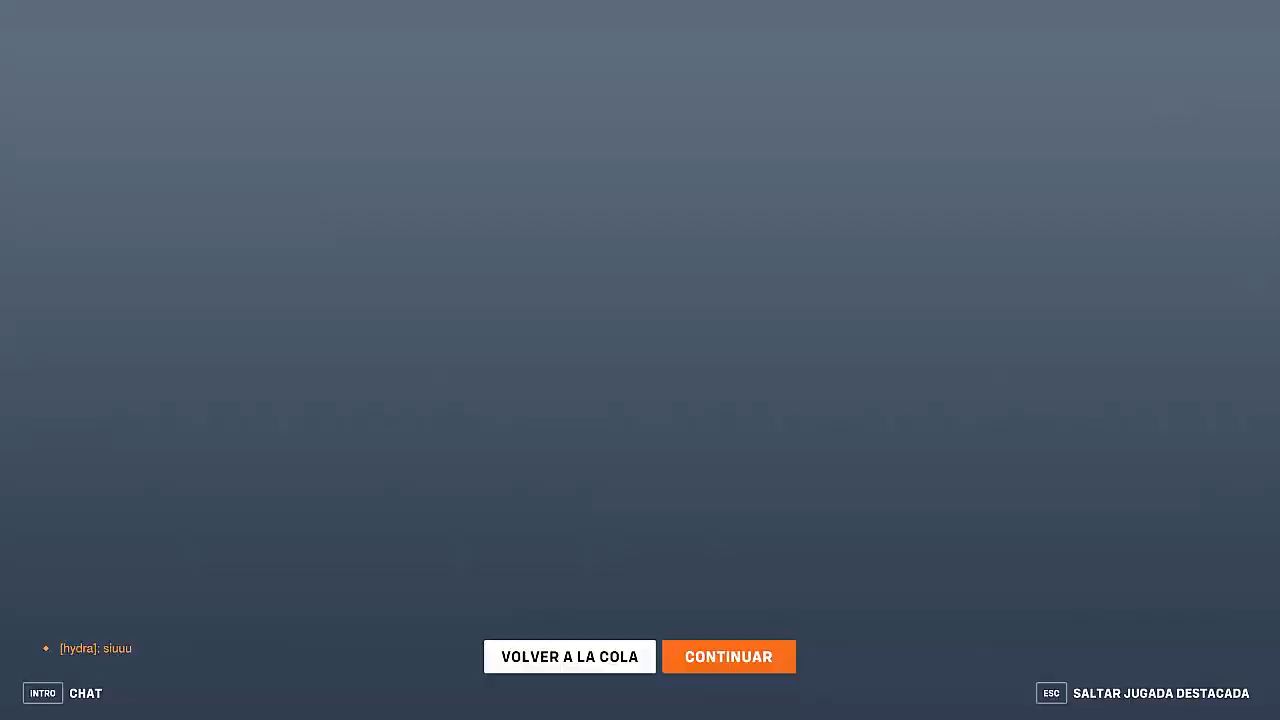 [hydra]; siuuu
VOLVER A LA COLA
CONTINUAR
INTRO CHAT
ESC SALTAR JUGADA DESTACADA